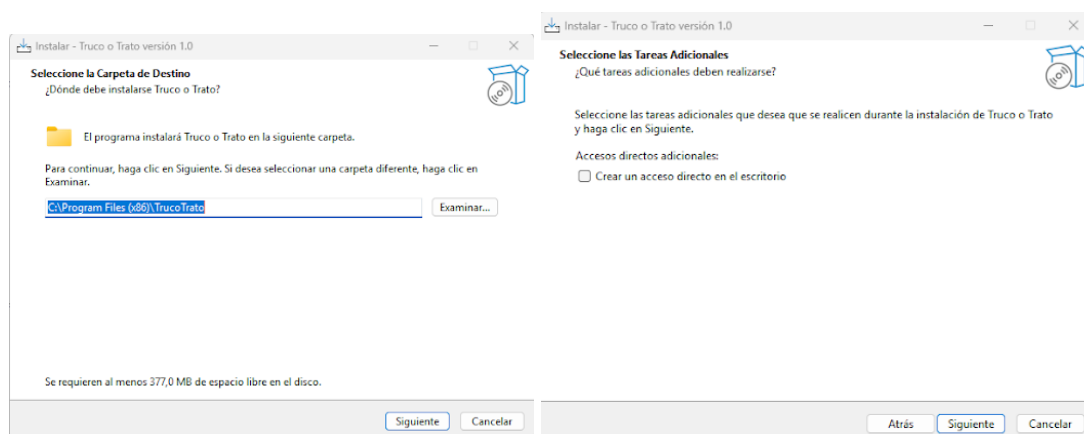 Instalar - Truco o Trato versión 1.0
Seleccione la Carpeta de Destino
¿Dónde debe instalarse Truco o Trato?
El programa instalará Truco o Trato en la siguiente carpeta.
Para continuar, haga clic en Siguiente. Si desea seleccionar una carpeta diferente, haga clic en
Examinar.
C:\Program Files (x86)\TrucoTrato
Examinar...
Se requieren al menos 377,0 MB de espacio libre en el disco.
Siguiente
Cancelar
Instalar - Truco o Trato versión 1.0
Seleccione las Tareas Adicionales
¿Qué tareas adicionales deben realizarse?
Seleccione las tareas adicionales que desea que se realicen durante la instalación de Truco o Trato
y haga clic en Siguiente.
Accesos directos adicionales:
Crear un acceso directo en el escritorio
Atrás
Siguiente
Cancelar